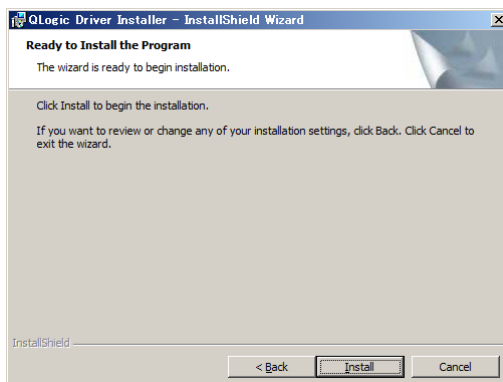 QLogic Driver Installer - InstallShield Wizard
Ready to Install the Program
The wizard is ready to begin installation.
Click Install to begin the installation.
If you want to review or change any of your installation settings, click Back. Click Cancel to
exit the wizard.
InstallShield
< Back
Install
Cancel